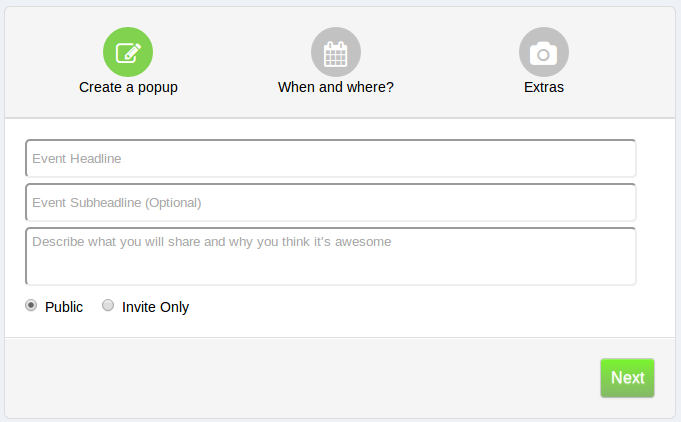 Create a popup When and where? Extras
Event Headline
Event Subheadline (Optional)
Describe what you will share and why you think it's awesome
Public Invite Only
Next